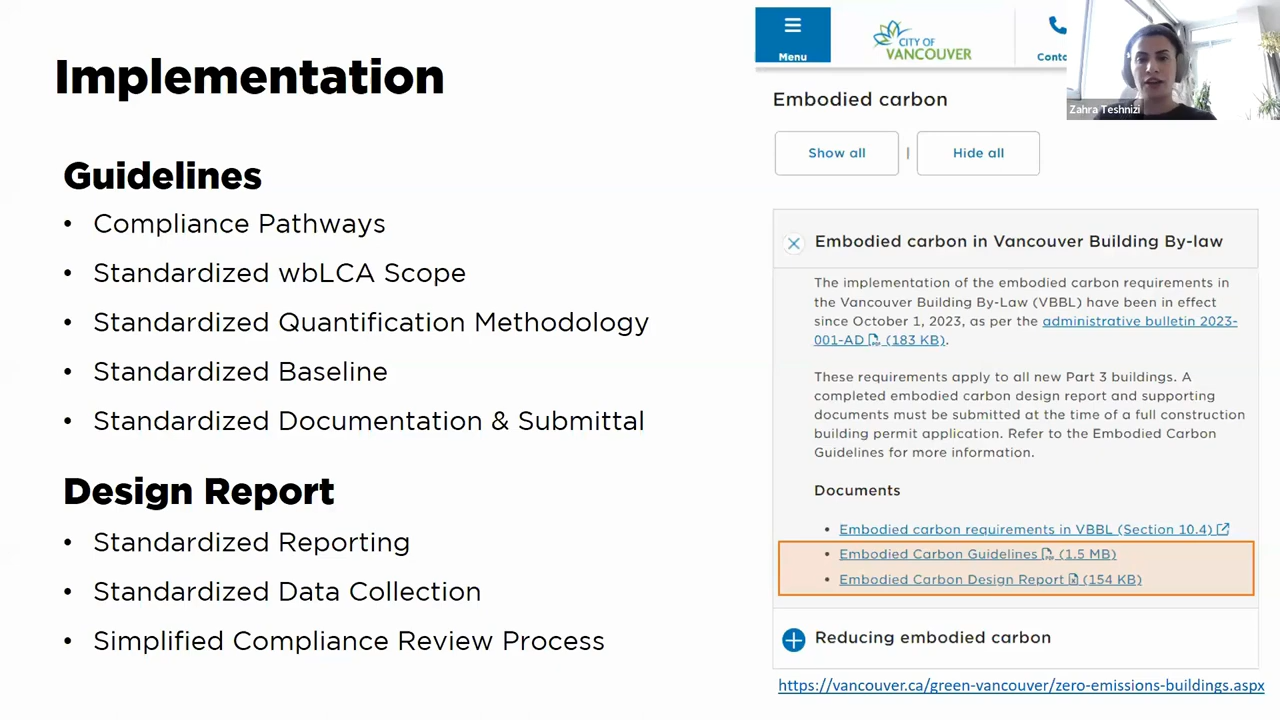 Implementation
Guidelines
• Compliance Pathways
• Standardized wbLCA Scope
• Standardized Quantification Methodology
• Standardized Baseline
• Standardized Documentation & Submittal
Design Report
• Standardized Reporting
• Standardized Data Collection
• Simplified Compliance Review Process
Menu
CITY OF
VANCOUVER
Conta
Zahra Teshnizi
Embodied carbon
Show all | Hide all
Embodied carbon in Vancouver Building By-law
The implementation of the embodied carbon requirements in
the Vancouver Building By-Law (VBBL) have been in effect
since October 1, 2023, as per the administrative bulletin 2023-
001-AD (183 KB).
These requirements apply to all new Part 3 buildings. A
completed embodied carbon design report and supporting
documents must be submitted at the time of a full construction
building permit application. Refer to the Embodied Carbon
Guidelines for more information.
Documents
• Embodied carbon requirements in VBBL (Section 10.4)
• Embodied Carbon Guidelines (1.5 MB)
• Embodied Carbon Design Report (154 KB)
Reducing embodied carbon
https://vancouver.ca/green-vancouver/zero-emissions-buildings.aspx